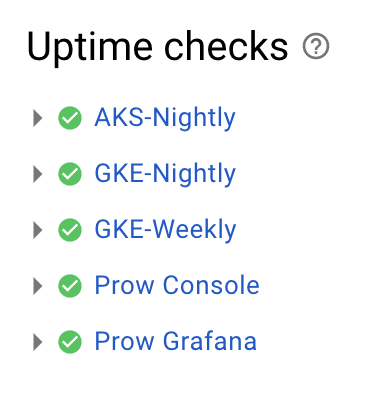 Uptime checks
AKS-Nightly
GKE-Nightly
GKE-Weekly
Prow Console
Prow Grafana